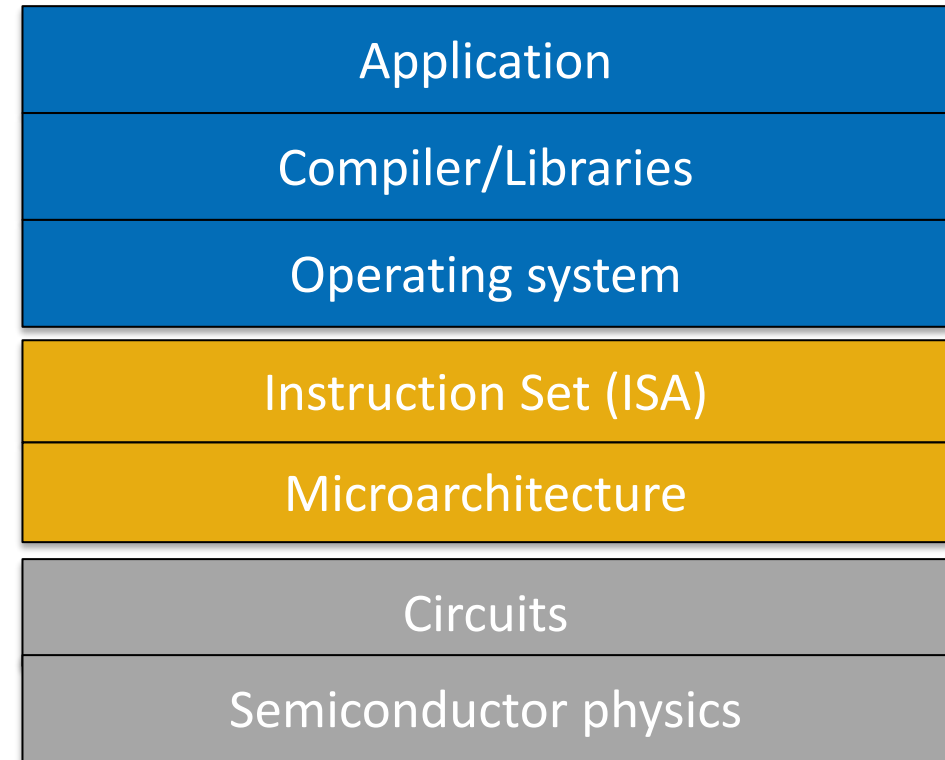 Application
Compiler/Libraries
Operating system
Instruction Set (ISA)
Microarchitecture
Circuits
Semiconductor physics